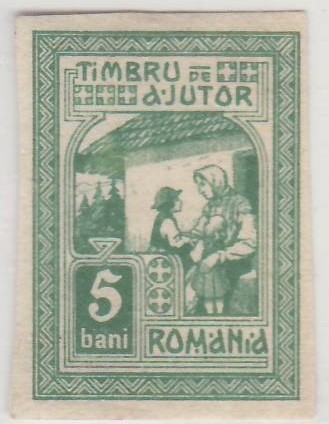 TIMBRU DE
AJUTOR
5
bani
ROMANIA